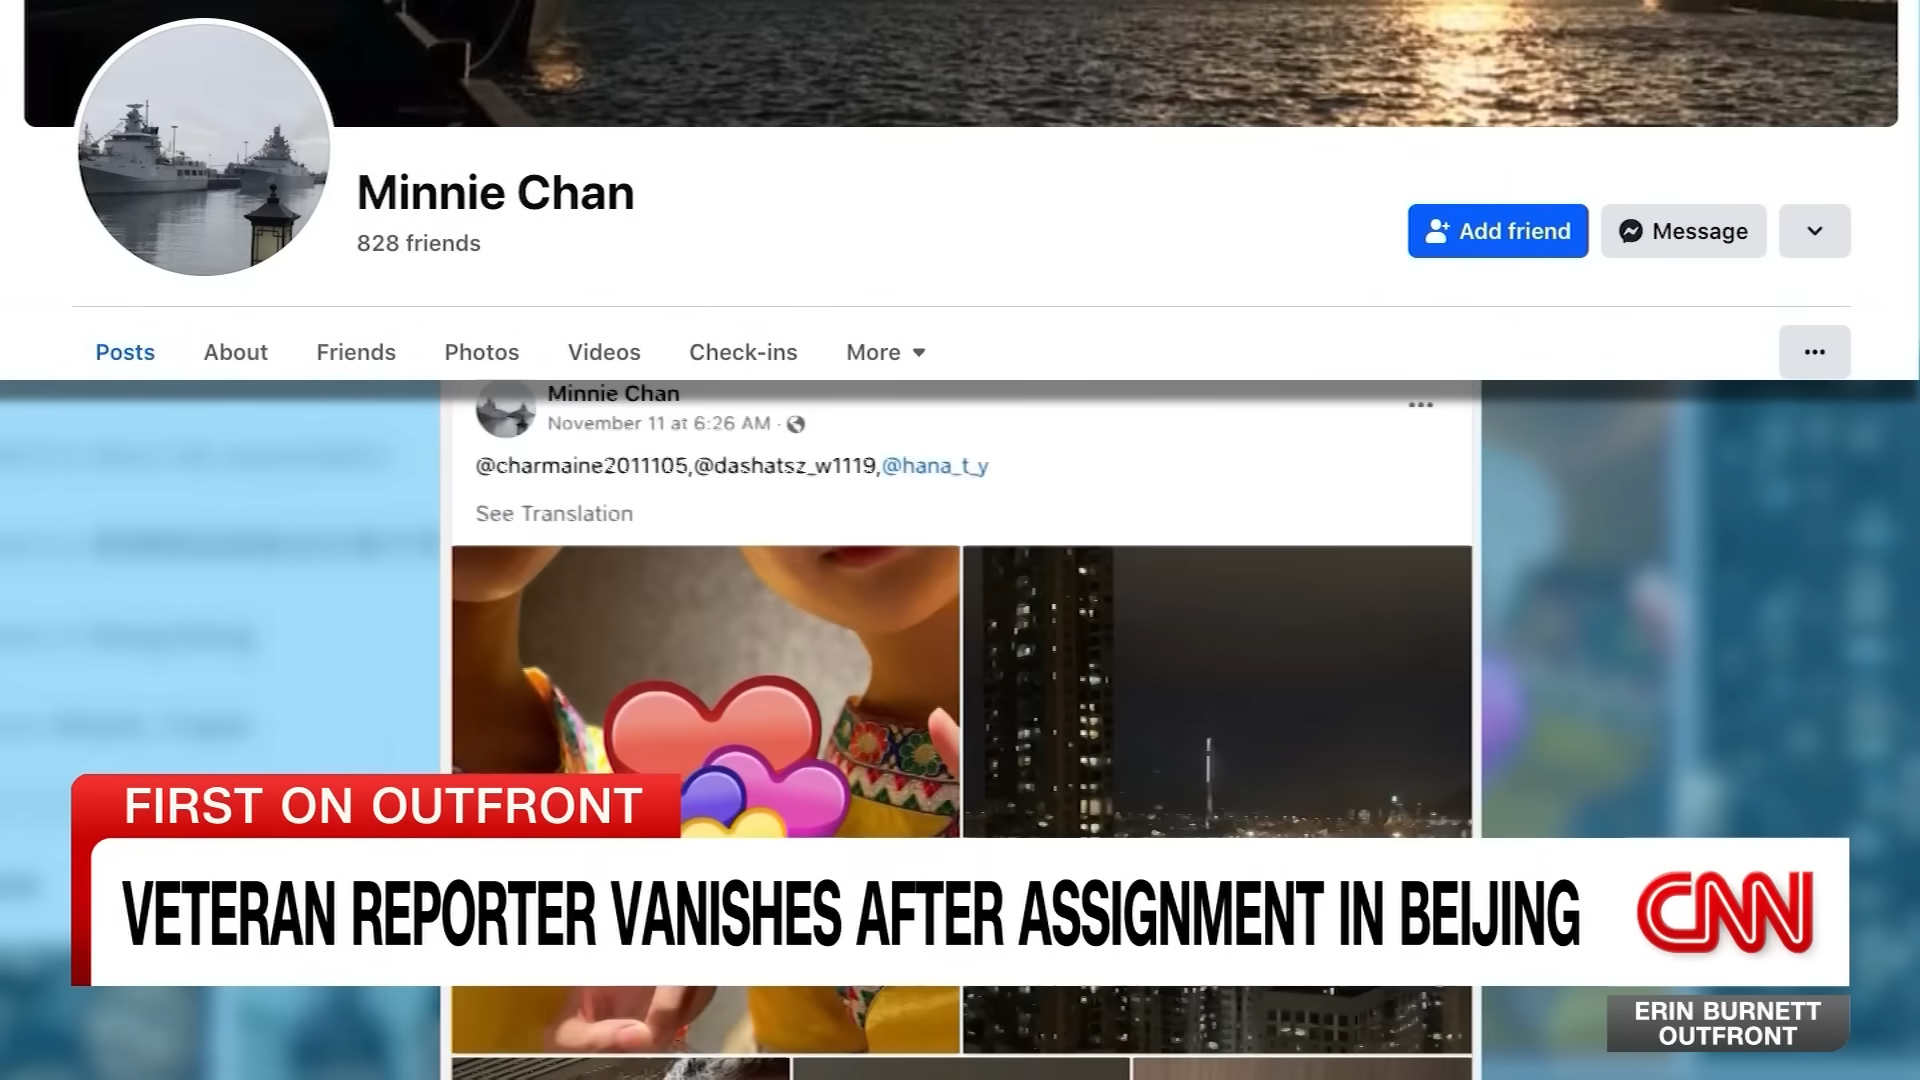 Minnie Chan
828 friends
Add friend
Message
Posts
About
Friends
Photos
Videos
Check-ins
More
Minnie Chan
November 11 at 6:26 AM ·
@charmaine2011105,@dashatsz_w1119,@hana_t_y
See Translation
FIRST ON OUTFRONT
VETERAN REPORTER VANISHES AFTER ASSIGNMENT IN BEIJING
CNN
ERIN BURNETT
OUTFRONT